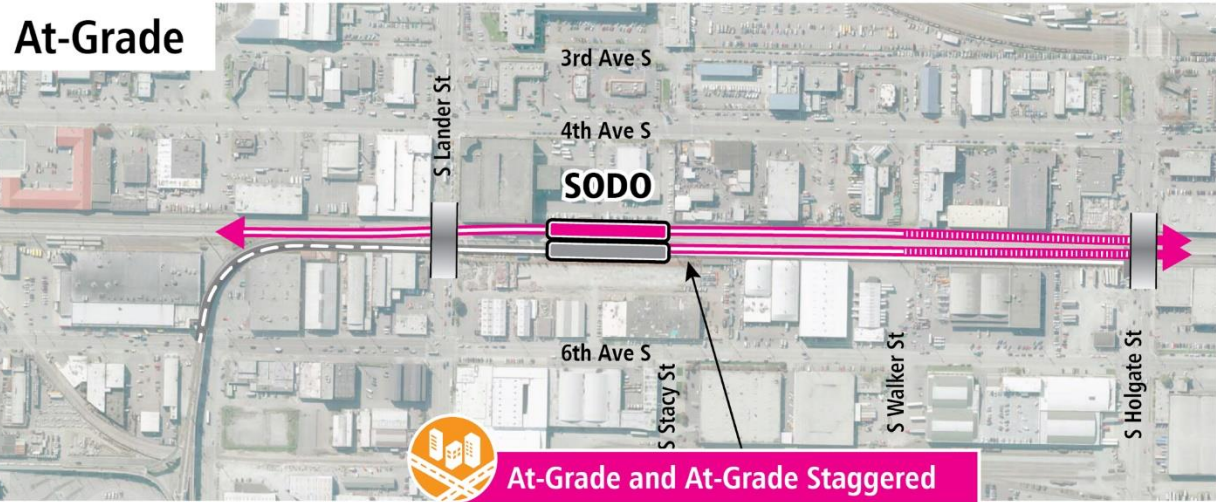 At-Grade
3rd Ave S
S Lander St
4th Ave S
SODO
6th Ave S
S Stacy St
S Walker St
S Holgate St
At-Grade and At-Grade Staggered